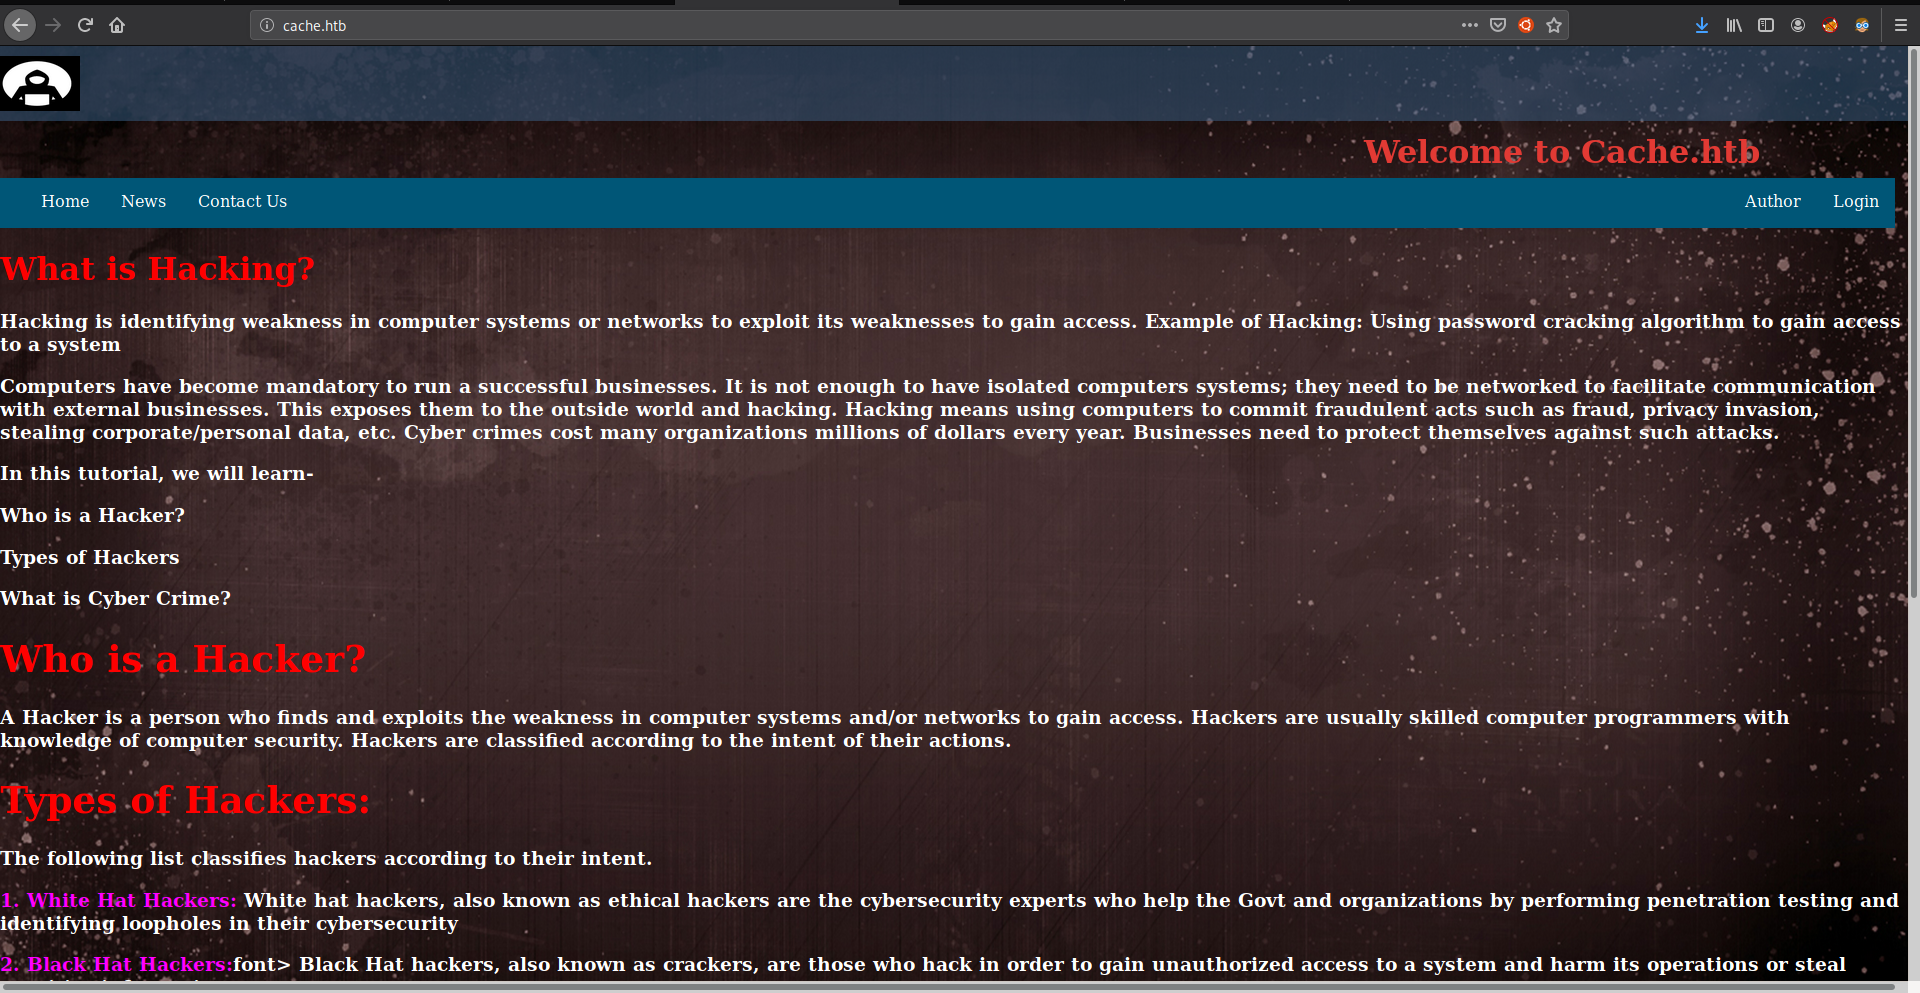 cache.htb
Welcome to Cache.htb
Home News Contact Us Author Login
What is Hacking?
Hacking is identifying weakness in computer systems or networks to exploit its weaknesses to gain access. Example of Hacking: Using password cracking algorithm to gain access
to a system
Computers have become mandatory to run a successful businesses. It is not enough to have isolated computers systems; they need to be networked to facilitate communication
with external businesses. This exposes them to the outside world and hacking. Hacking means using computers to commit fraudulent acts such as fraud, privacy invasion,
stealing corporate/personal data, etc. Cyber crimes cost many organizations millions of dollars every year. Businesses need to protect themselves against such attacks.
In this tutorial, we will learn-
Who is a Hacker?
Types of Hackers
What is Cyber Crime?
Who is a Hacker?
A Hacker is a person who finds and exploits the weakness in computer systems and/or networks to gain access. Hackers are usually skilled computer programmers with
knowledge of computer security. Hackers are classified according to the intent of their actions.
Types of Hackers:
The following list classifies hackers according to their intent.
1. White Hat Hackers: White hat hackers, also known as ethical hackers are the cybersecurity experts who help the Govt and organizations by performing penetration testing and
identifying loopholes in their cybersecurity
2. Black Hat Hackers:font> Black Hat hackers, also known as crackers, are those who hack in order to gain unauthorized access to a system and harm its operations or steal